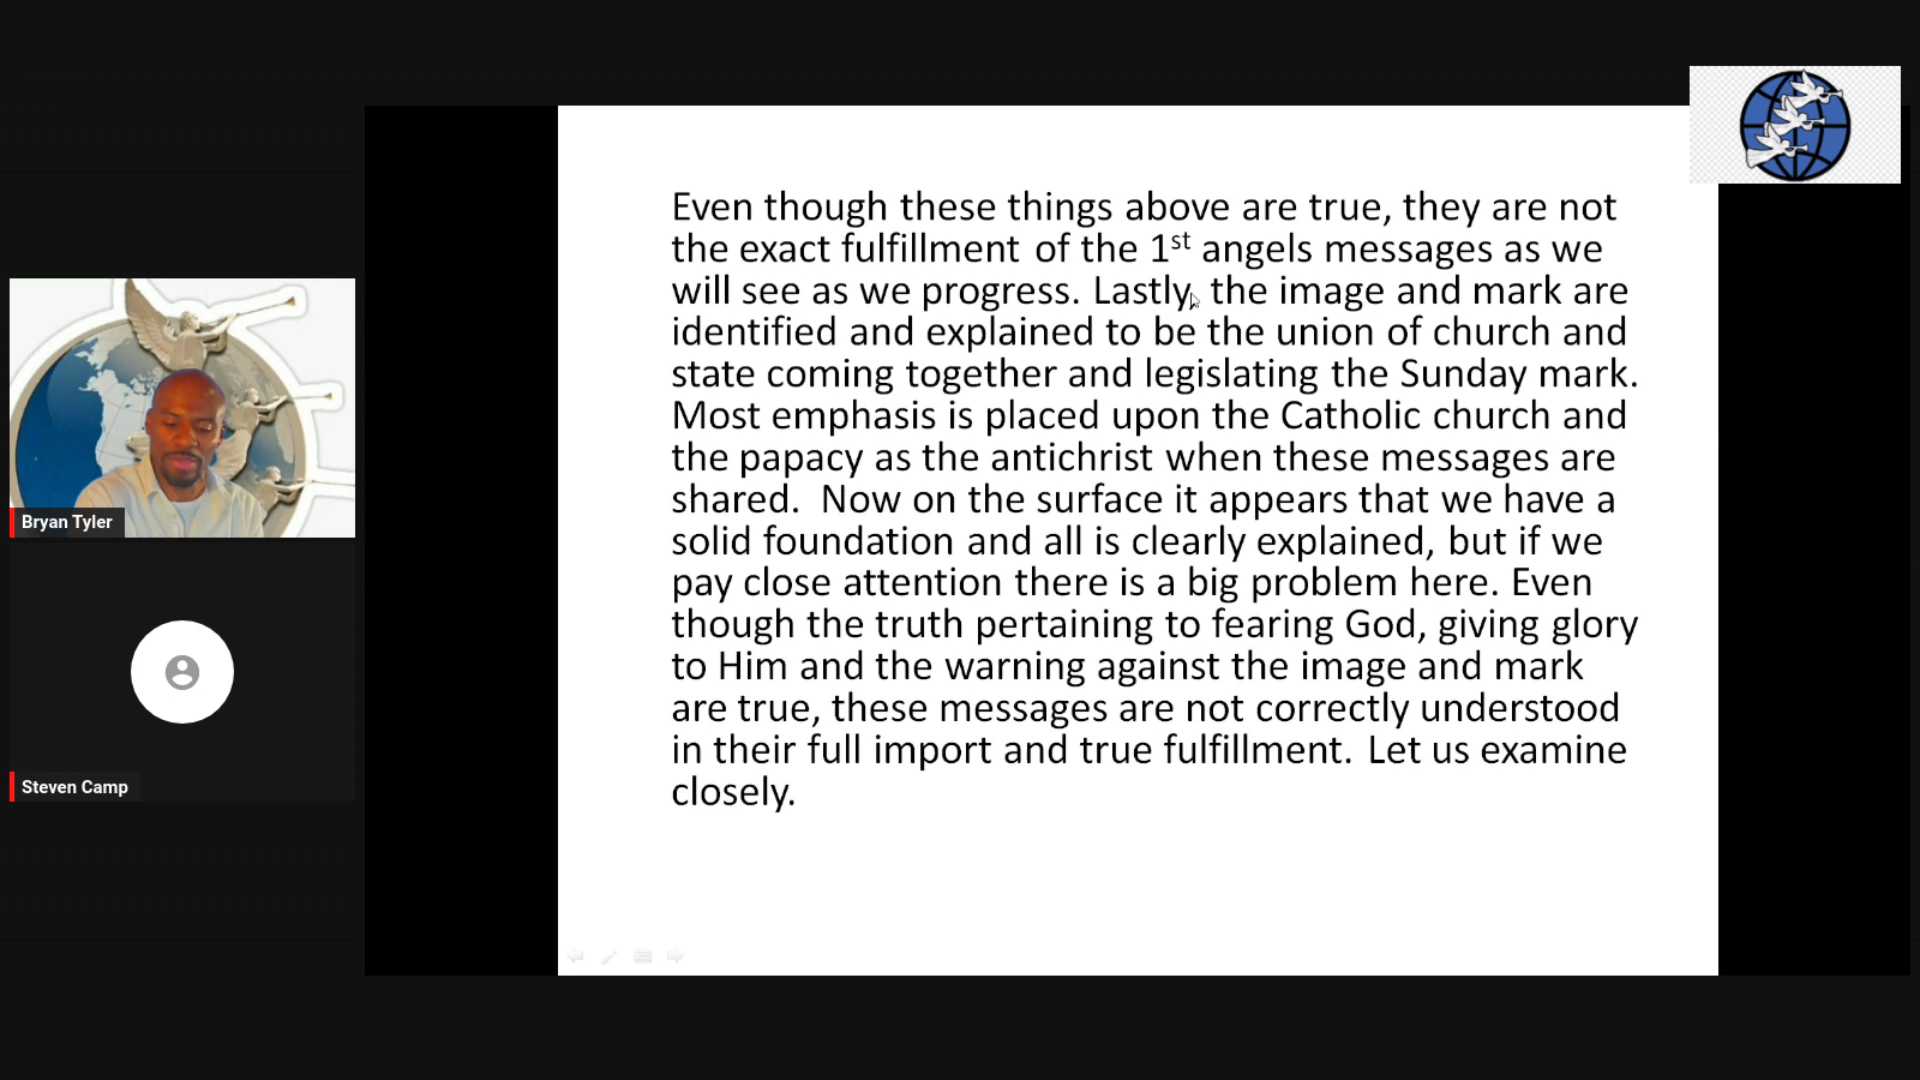 Even though these things above are true, they are not
the exact fulfillment of the 1st angels messages as we
will see as we progress. Lastly, the image and mark are
identified and explained to be the union of church and
state coming together and legislating the Sunday mark.
Most emphasis is placed upon the Catholic church and
the papacy as the antichrist when these messages are
shared.  Now on the surface it appears that we have a
solid foundation and all is clearly explained, but if we
pay close attention there is a big problem here. Even
though the truth pertaining to fearing God, giving glory
to Him and the warning against the image and mark
are true, these messages are not correctly understood
in their full import and true fulfillment. Let us examine
closely.
Bryan Tyler
Steven Camp